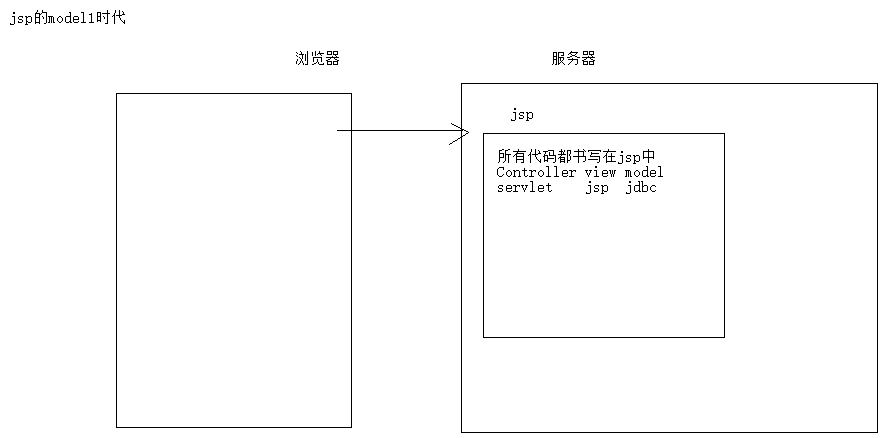 jsp的model1时代
浏览器
服务器
jsp
所有代码都书写在jsp中
Controller view model
servlet    jsp  jdbc